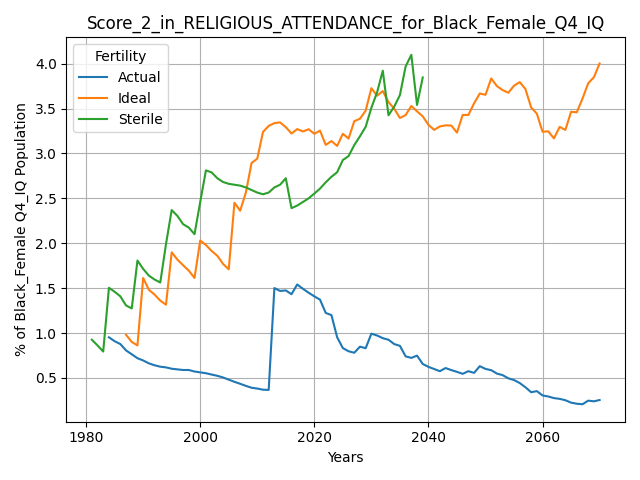 Score_2_in_RELIGIOUS_ATTENDANCE_for_Black_Female_Q4_IQ
% of Black_Female Q4_IQ Population
4.0
3.5
3.0
2.5
2.0
1.5
1.0
0.5
Fertility
Actual
Ideal
Sterile
1980
2000
2020
2040
2060
Years